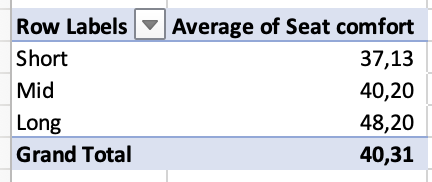 Row Labels Average of Seat comfort
Short 37,13
Mid 40,20
Long 48,20
Grand Total 40,31